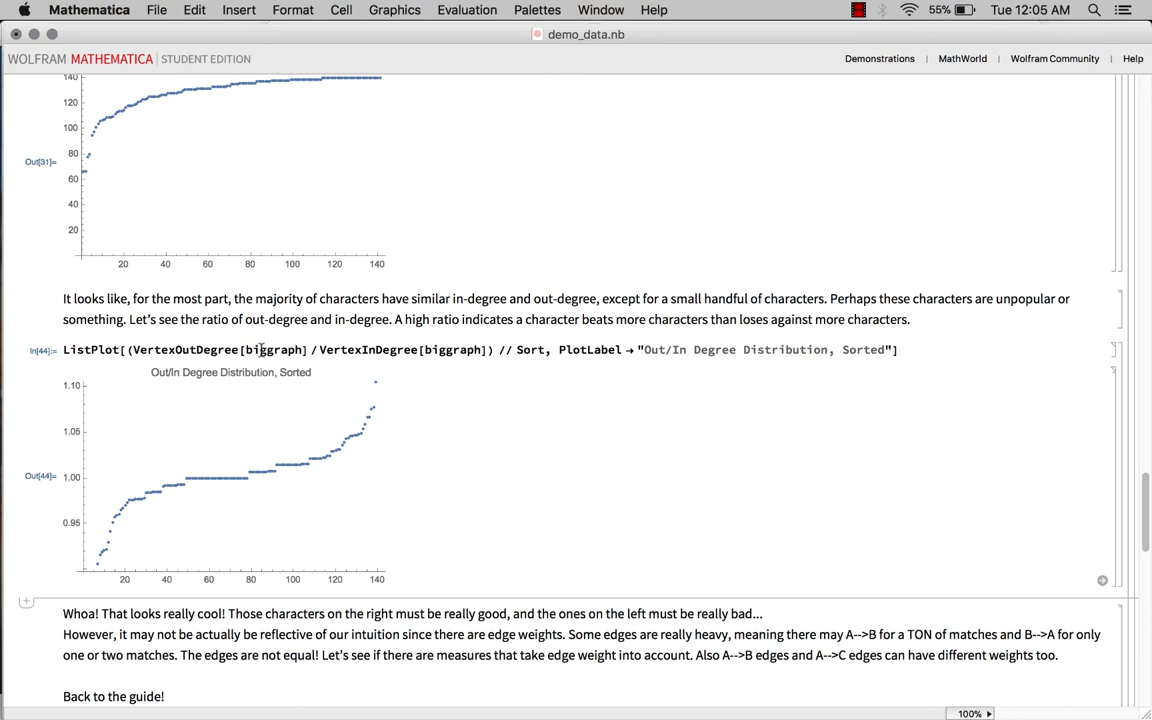 Mathematica File Edit Insert Format Cell Graphics Evaluation Palettes Window Help 55% Tue 12:05 AM
demo_data.nb
WOLFRAM MATHEMATICA | STUDENT EDITION Demonstrations | MathWorld | Wolfram Community | Help
140
120
100
80
Out[31]=
60
40
20
20 40 60 80 100 120 140
It looks like, for the most part, the majority of characters have similar in-degree and out-degree, except for a small handful of characters. Perhaps these characters are unpopular or
something. Let's see the ratio of out-degree and in-degree. A high ratio indicates a character beats more characters than loses against more characters.
In[44]:= ListPlot[(VertexOutDegree[biggraph] / VertexInDegree[biggraph]) // Sort, PlotLabel → "Out/In Degree Distribution, Sorted"]
Out/In Degree Distribution, Sorted
1.10
1.05
Out[44]= 1.00
0.95
20 40 60 80 100 120 140
Whoa! That looks really cool! Those characters on the right must be really good, and the ones on the left must be really bad...
However, it may not be actually be reflective of our intuition since there are edge weights. Some edges are really heavy, meaning there may A-->B for a TON of matches and B-->A for only
one or two matches. The edges are not equal! Let's see if there are measures that take edge weight into account. Also A-->B edges and A-->C edges can have different weights too.
Back to the guide!
100%